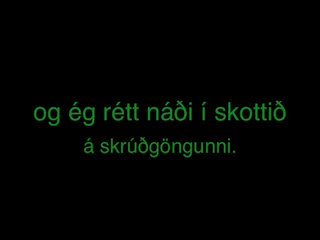 og ég rétt náði í skottið
á skrúðgöngunni.